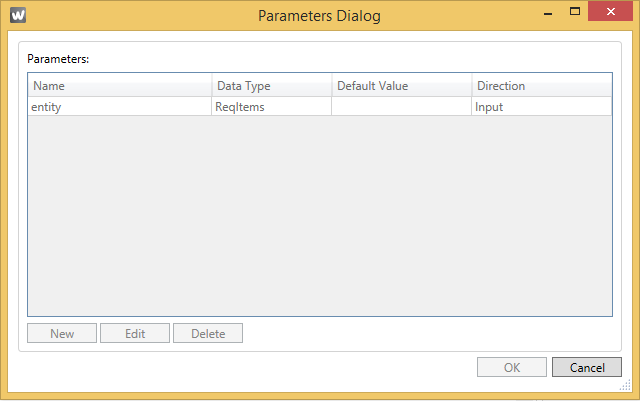 W
Parameters Dialog
Parameters:
Name Data Type Default Value Direction
entity ReqItems Input
New Edit Delete
OK Cancel